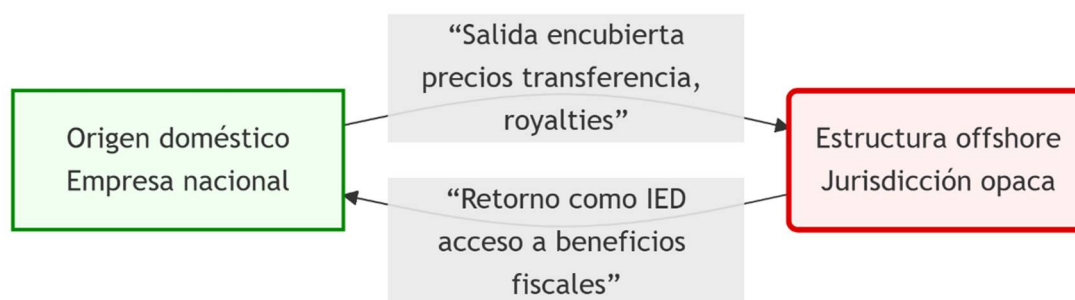 “Salida encubierta
precios transferencia,
royalties”
Origen doméstico
Empresa nacional
Estructura offshore
Jurisdicción opaca
“Retorno como IED
acceso a beneficios
fiscales”